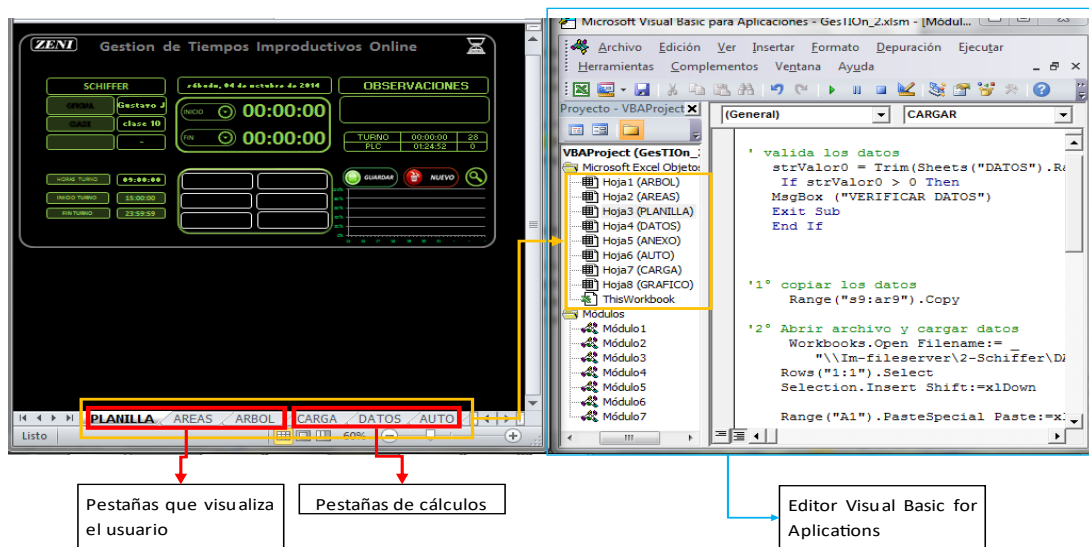 ZENI
Gestion de Tiempos Improductivos Online
SCHIFFER
sábado, 04 de octubre de 2014
OBSERVACIONES
Gustavo J
CLASE
clase 10
-
INICIO
00:00:00
FIN
00:00:00
TURNO 00:00:00 28
PLC 01:24:52 0
HORAS TURNO 09:00:00
INICIO TURNO 15:00:00
FIN TURNO 23:59:59
GUARDAR
NUEVO
PLANILLA AREAS ARBOL CARGA DATOS AUTO
Listo
60%
Pestañas que visualiza
el usuario
Pestañas de cálculos
Microsoft Visual Basic para Aplicaciones - GesTIOn_2.xlsm - [Módul...
Archivo Edición Ver Insertar Formato Depuración Ejecutar
Herramientas Complementos Ventana Ayuda
Proyecto - VBAProject
VBAProject (GesTIOn_
Microsoft Excel Objetos
Hoja1 (ARBOL)
Hoja2 (AREAS)
Hoja3 (PLANILLA)
Hoja4 (DATOS)
Hoja5 (ANEXO)
Hoja6 (AUTO)
Hoja7 (CARGA)
Hoja8 (GRAFICO)
ThisWorkbook
Módulos
Módulo1
Módulo2
Módulo3
Módulo4
Módulo5
Módulo6
Módulo7
(General)
CARGAR
' valida los datos
strValor0 = Trim(Sheets("DATOS").Ra
If strValor0 > 0 Then
MsgBox ("VERIFICAR DATOS")
Exit Sub
End If
'1° copiar los datos
Range("s9:ar9").Copy
'2° Abrir archivo y cargar datos
Workbooks.Open Filename:= _
"\\Im-fileserver\2-Schiffer\DA
Rows("1:1").Select
Selection.Insert Shift:=xlDown
Range("A1").PasteSpecial Paste:=x
Editor Visual Basic for
Aplications